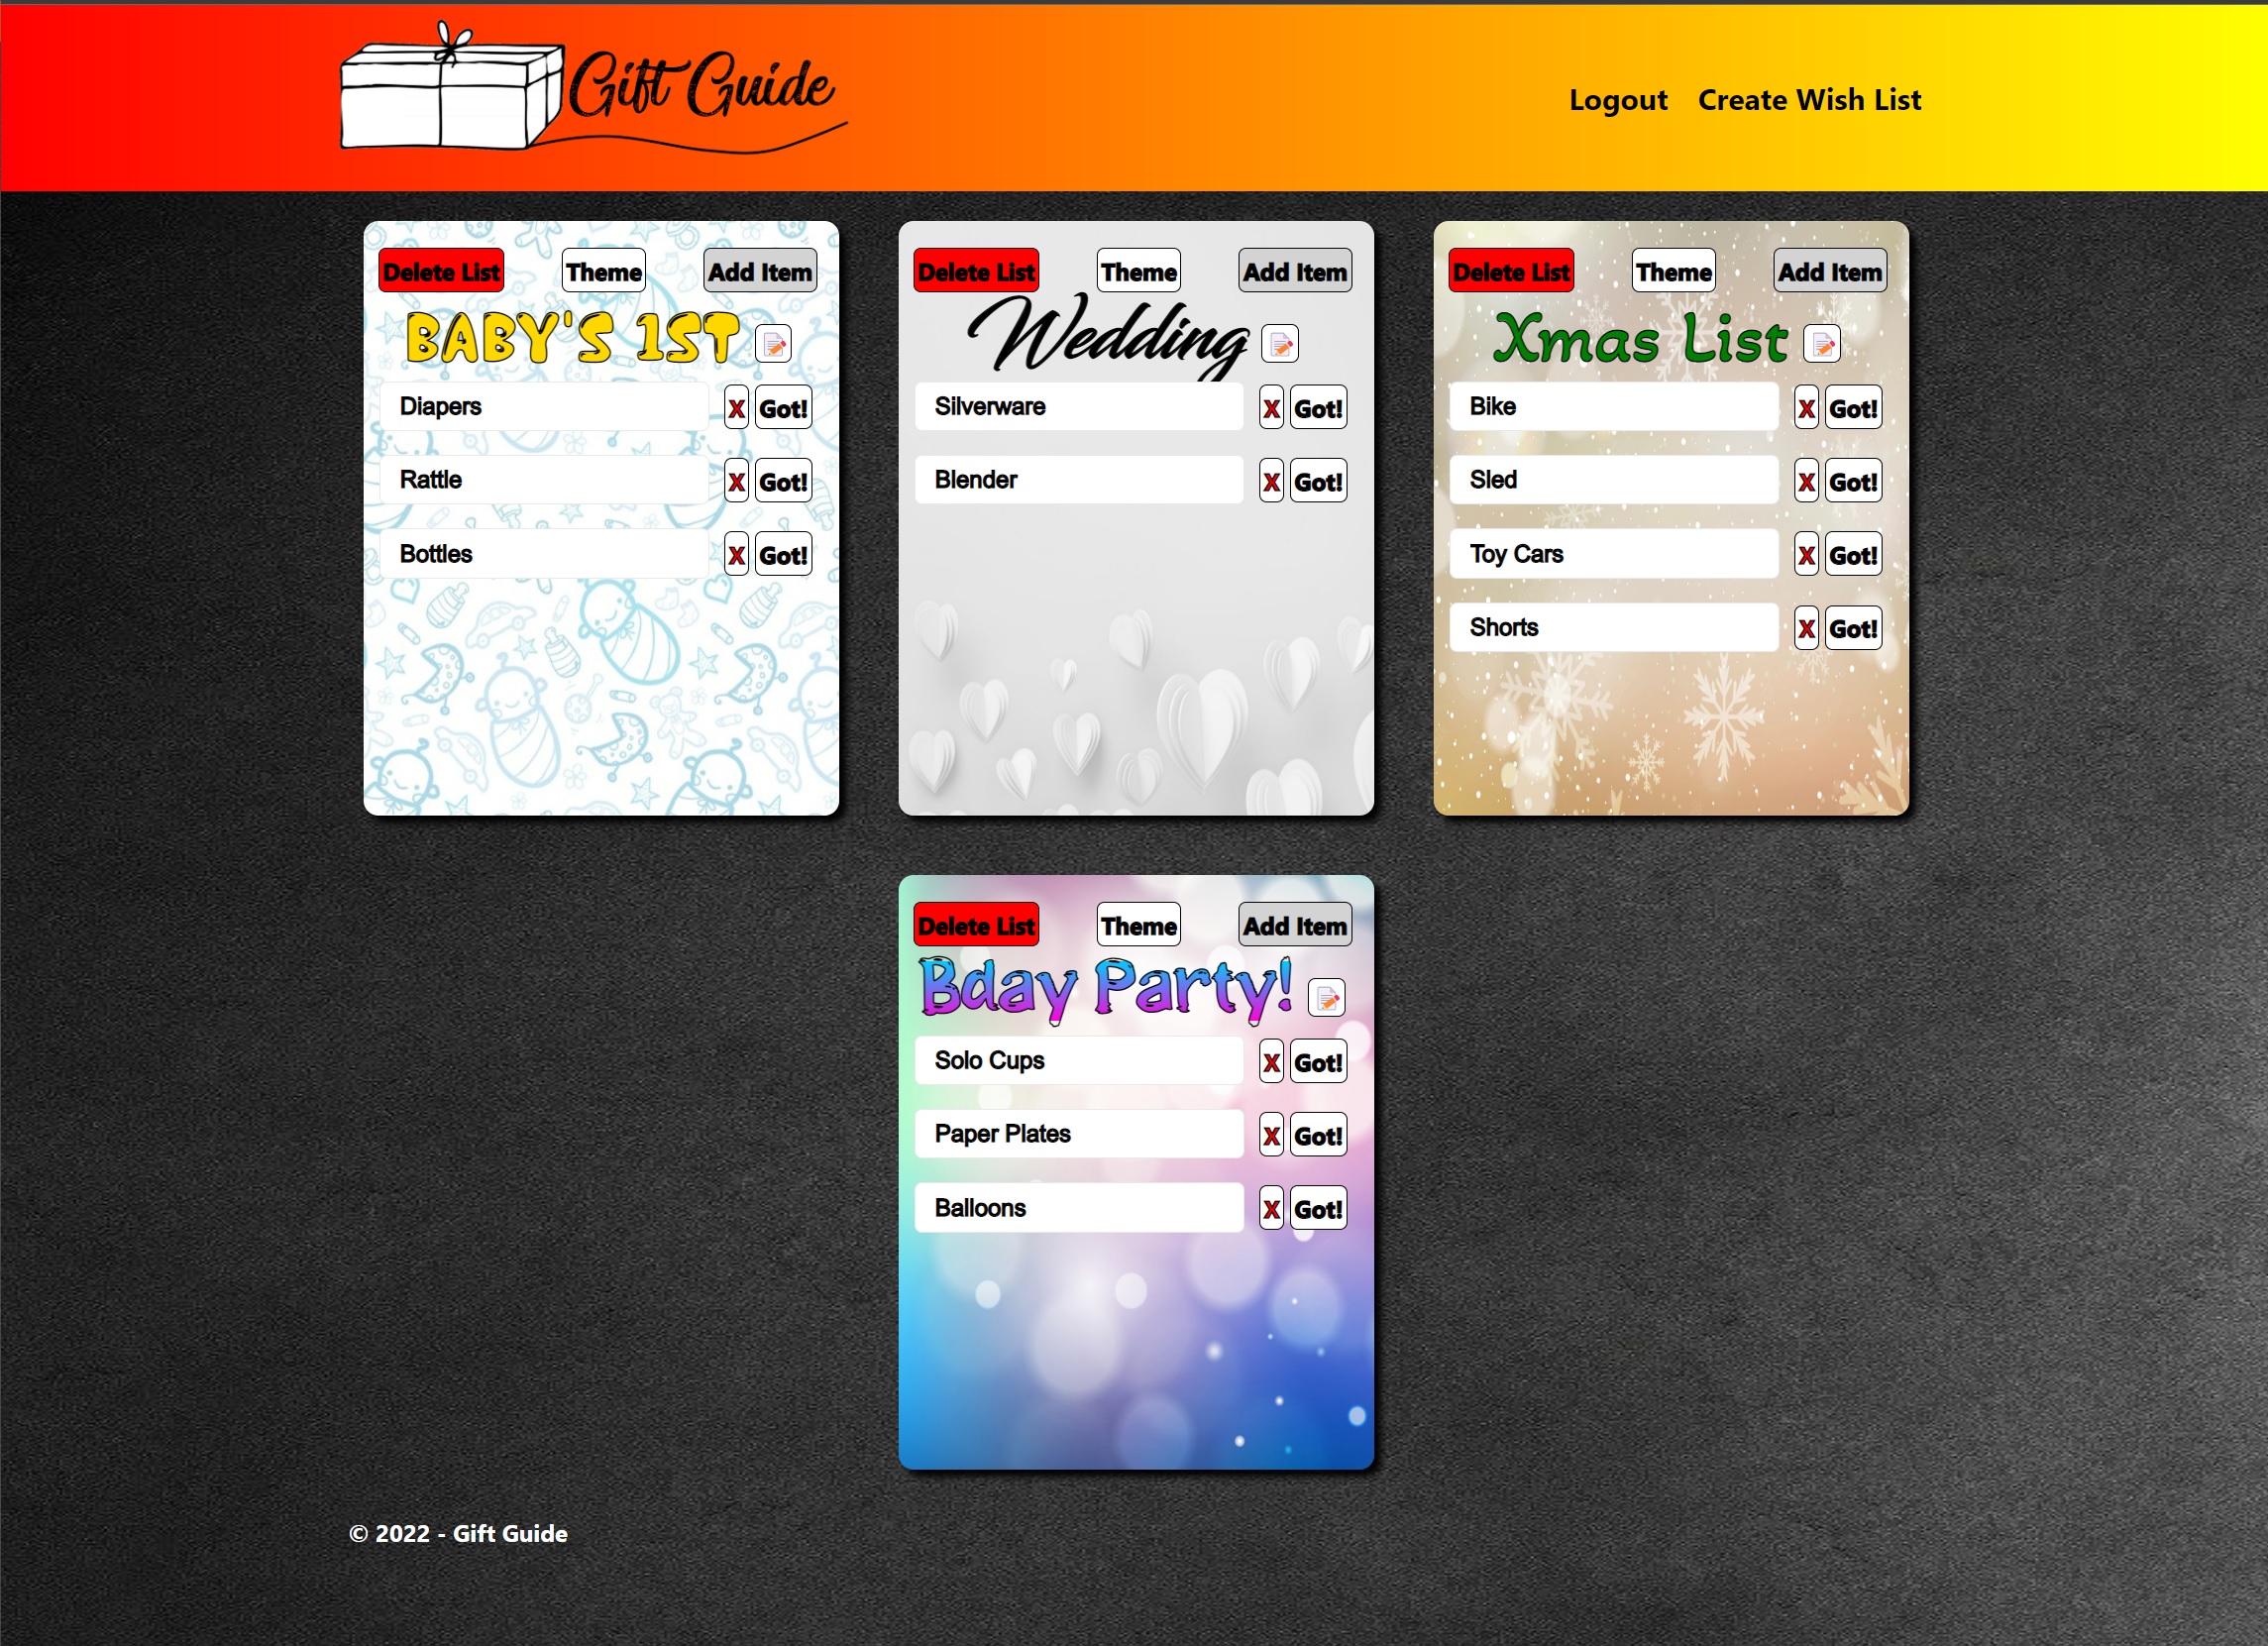 Gift Guide
Logout Create Wish List
Delete List Theme Add Item
BABY'S 1ST
Diapers X Got!
Rattle X Got!
Bottles X Got!
Delete List Theme Add Item
Wedding
Silverware X Got!
Blender X Got!
Delete List Theme Add Item
Xmas List
Bike X Got!
Sled X Got!
Toy Cars X Got!
Shorts X Got!
Delete List Theme Add Item
Bday Party!
Solo Cups X Got!
Paper Plates X Got!
Balloons X Got!
© 2022 - Gift Guide